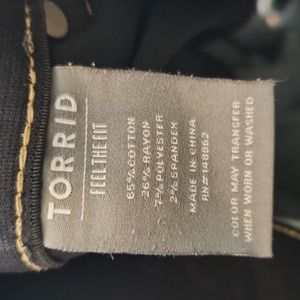 TORRID
FEEL THE FIT
65% COTTON
26% RAYON
7% POLYESTER
2% SPANDEX
MADE IN CHINA
RN# 148862
COLOR MAY TRANSFER
WHEN WORN OR WASHED